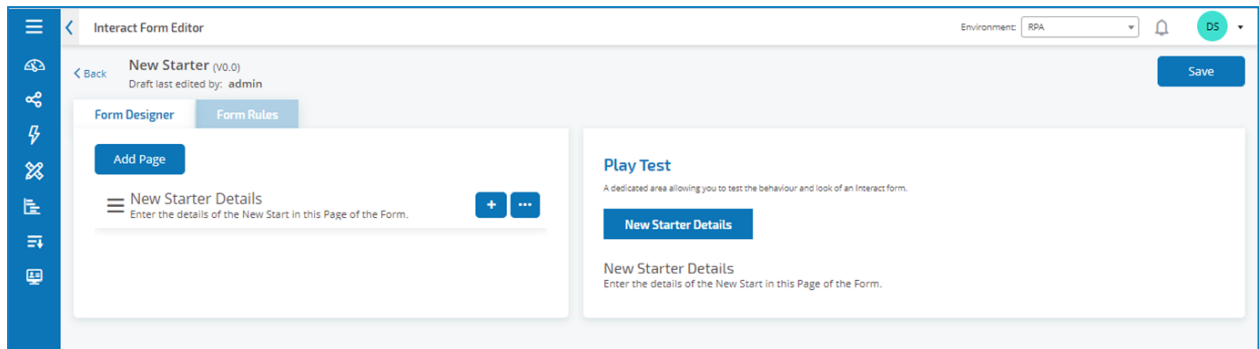 Interact Form Editor
Environment: RPA
DS
Back
New Starter (V0.0)
Draft last edited by: admin
Save
Form Designer
Form Rules
Add Page
New Starter Details
Enter the details of the New Start in this Page of the Form.
Play Test
A dedicated area allowing you to test the behaviour and look of an Interact form.
New Starter Details
New Starter Details
Enter the details of the New Start in this Page of the Form.